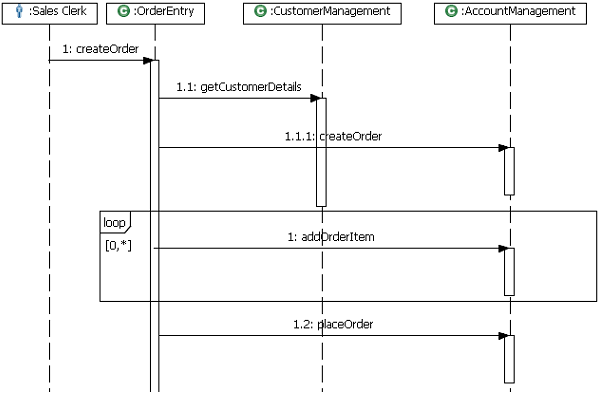 :Sales Clerk
C :OrderEntry
C :CustomerManagement
C :AccountManagement
1: createOrder
1.1: getCustomerDetails
1.1.1: createOrder
loop
[0,*]
1: addOrderItem
1.2: placeOrder